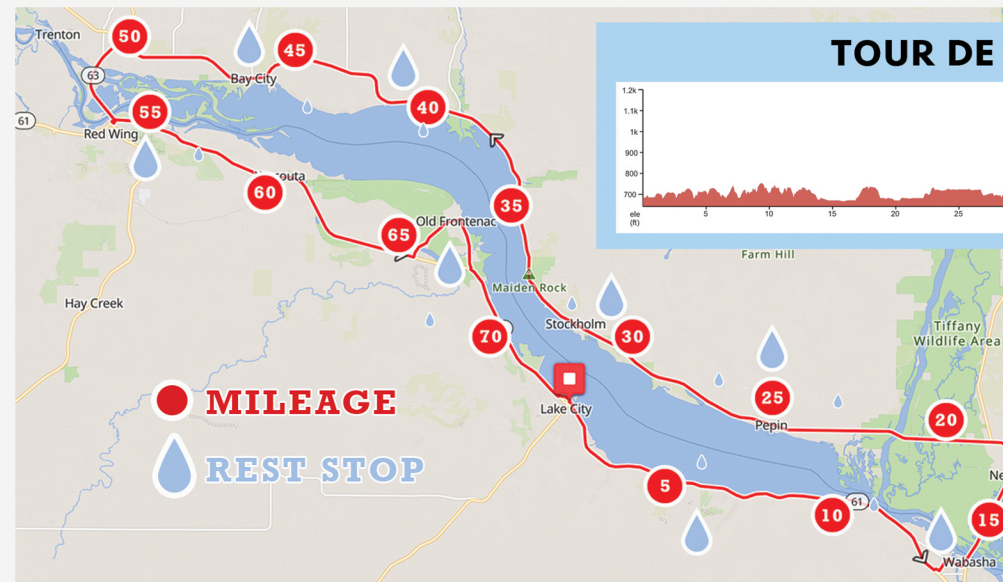 TOUR DE
1.2k
1.1k
1k
900
800
700
ele
(ft)
5
10
15
20
25
Trenton
50
45
Bay City
63
40
55
61
Red Wing
60
35
65
Old Frontenac
Farm Hill
Maiden Rock
Hay Creek
Stockholm
30
70
Tiffany
Wildlife Area
MILEAGE
Lake City
25
Pepin
20
REST STOP
5
10
61
15
Wabasha